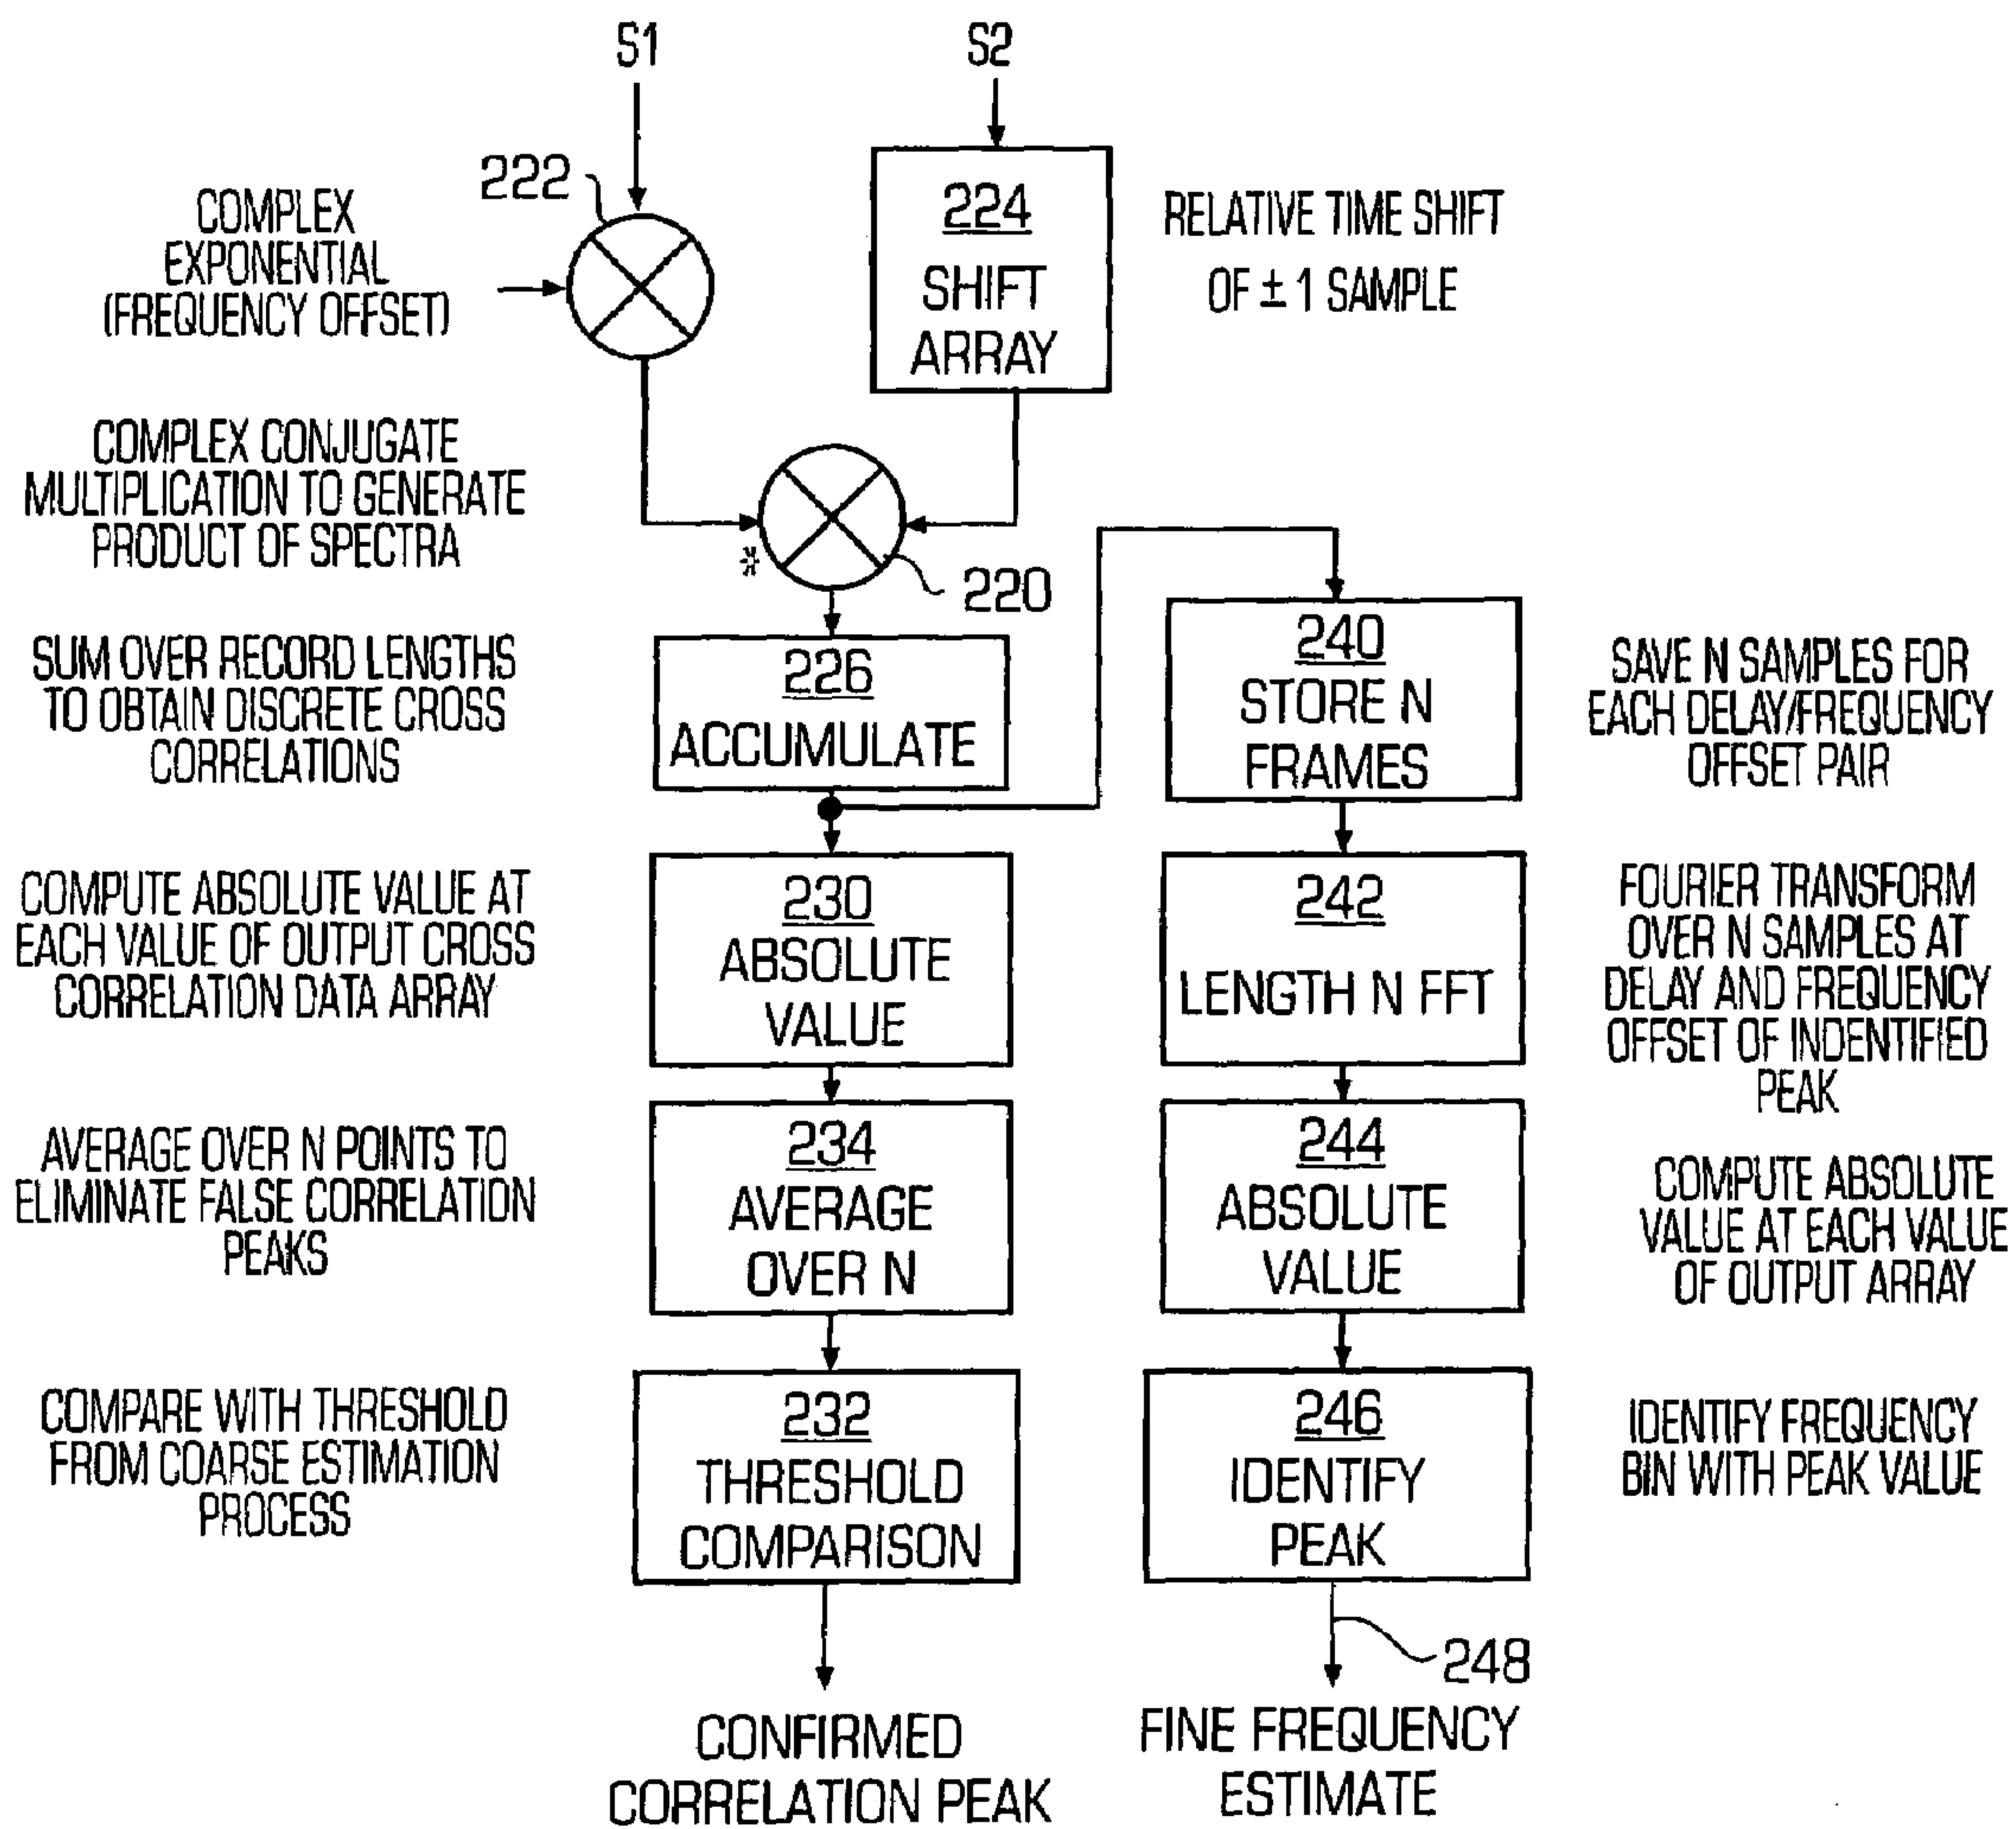 S1
S2
222
COMPLEX
EXPONENTIAL
(FREQUENCY OFFSET)
224
SHIFT
ARRAY
RELATIVE TIME SHIFT
OF ± 1 SAMPLE
COMPLEX CONJUGATE
MULTIPLICATION TO GENERATE
PRODUCT OF SPECTRA
*
220
SUM OVER RECORD LENGTHS
TO OBTAIN DISCRETE CROSS
CORRELATIONS
226
ACCUMULATE
240
STORE N
FRAMES
SAVE N SAMPLES FOR
EACH DELAY/FREQUENCY
OFFSET PAIR
COMPUTE ABSOLUTE VALUE AT
EACH VALUE OF OUTPUT CROSS
CORRELATION DATA ARRAY
230
ABSOLUTE
VALUE
242
LENGTH N FFT
FOURIER TRANSFORM
OVER N SAMPLES AT
DELAY AND FREQUENCY
OFFSET OF INDENTIFIED
PEAK
AVERAGE OVER N POINTS TO
ELIMINATE FALSE CORRELATION
PEAKS
234
AVERAGE
OVER N
244
ABSOLUTE
VALUE
COMPUTE ABSOLUTE
VALUE AT EACH VALUE
OF OUTPUT ARRAY
COMPARE WITH THRESHOLD
FROM COARSE ESTIMATION
PROCESS
232
THRESHOLD
COMPARISON
246
IDENTIFY
PEAK
IDENTIFY FREQUENCY
BIN WITH PEAK VALUE
248
CONFIRMED
CORRELATION PEAK
FINE FREQUENCY
ESTIMATE